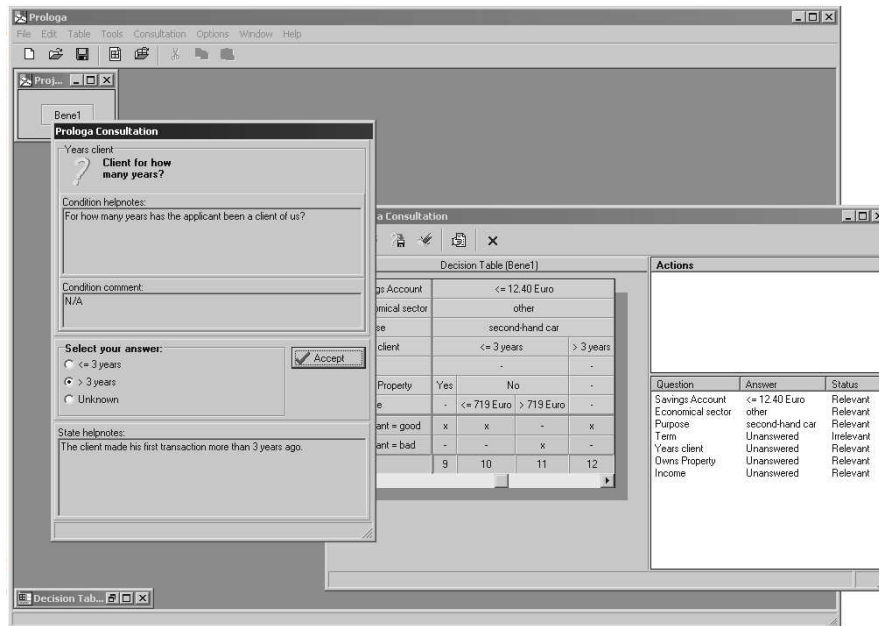 Prologa
File Edit Table Tools Consultation Options Window Help
Proj...
Bene1
Prologa Consultation
Years client
Client for how
many years?
Condition helpnotes:
For how many years has the applicant been a client of us?
Condition comment:
N/A
Select your answer:
<= 3 years
> 3 years
Unknown
Accept
State helpnotes:
The client made his first transaction more than 3 years ago.
a Consultation
Decision Table (Bene1)
gs Account <= 12.40 Euro
omical sector other
se second-hand car
client <= 3 years > 3 years
- -
Property Yes No -
e - <= 719 Euro > 719 Euro -
ant = good x x - x
ant = bad - - x -
9 10 11 12
Actions
Question Answer Status
Savings Account <= 12.40 Euro Relevant
Economical sector other Relevant
Purpose second-hand car Relevant
Term Unanswered Irrelevant
Years client Unanswered Relevant
Owns Property Unanswered Relevant
Income Unanswered Relevant
Decision Tab...